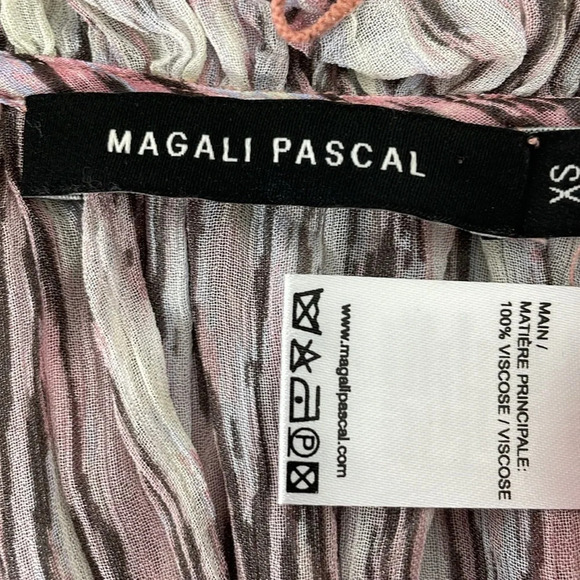 MAGALI PASCAL
XS
MAIN /
MATIÈRE PRINCIPALE:
100% VISCOSE / VISCOSE
www.magalipascal.com
P